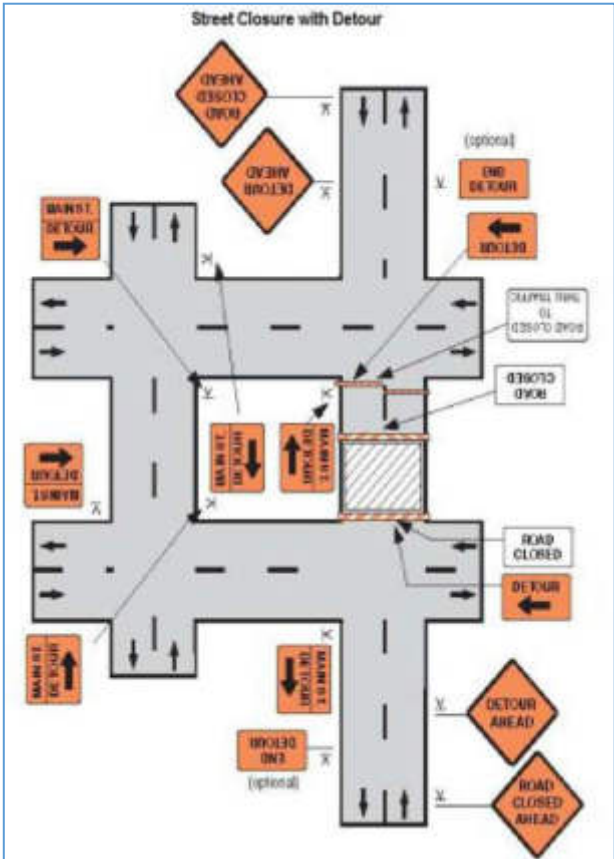 Street Closure with Detour
ROAD
CLOSED
AHEAD
DETOUR
AHEAD
(optional)
END
DETOUR
MAIN ST.
DETOUR
DETOUR
ROAD CLOSED
TO
THRU TRAFFIC
ROAD
CLOSED
MAIN ST.
DETOUR
MAIN ST.
DETOUR
MAIN ST.
DETOUR
ROAD
CLOSED
DETOUR
MAIN ST.
DETOUR
MAIN ST.
DETOUR
DETOUR
AHEAD
END
DETOUR
(optional)
ROAD
CLOSED
AHEAD